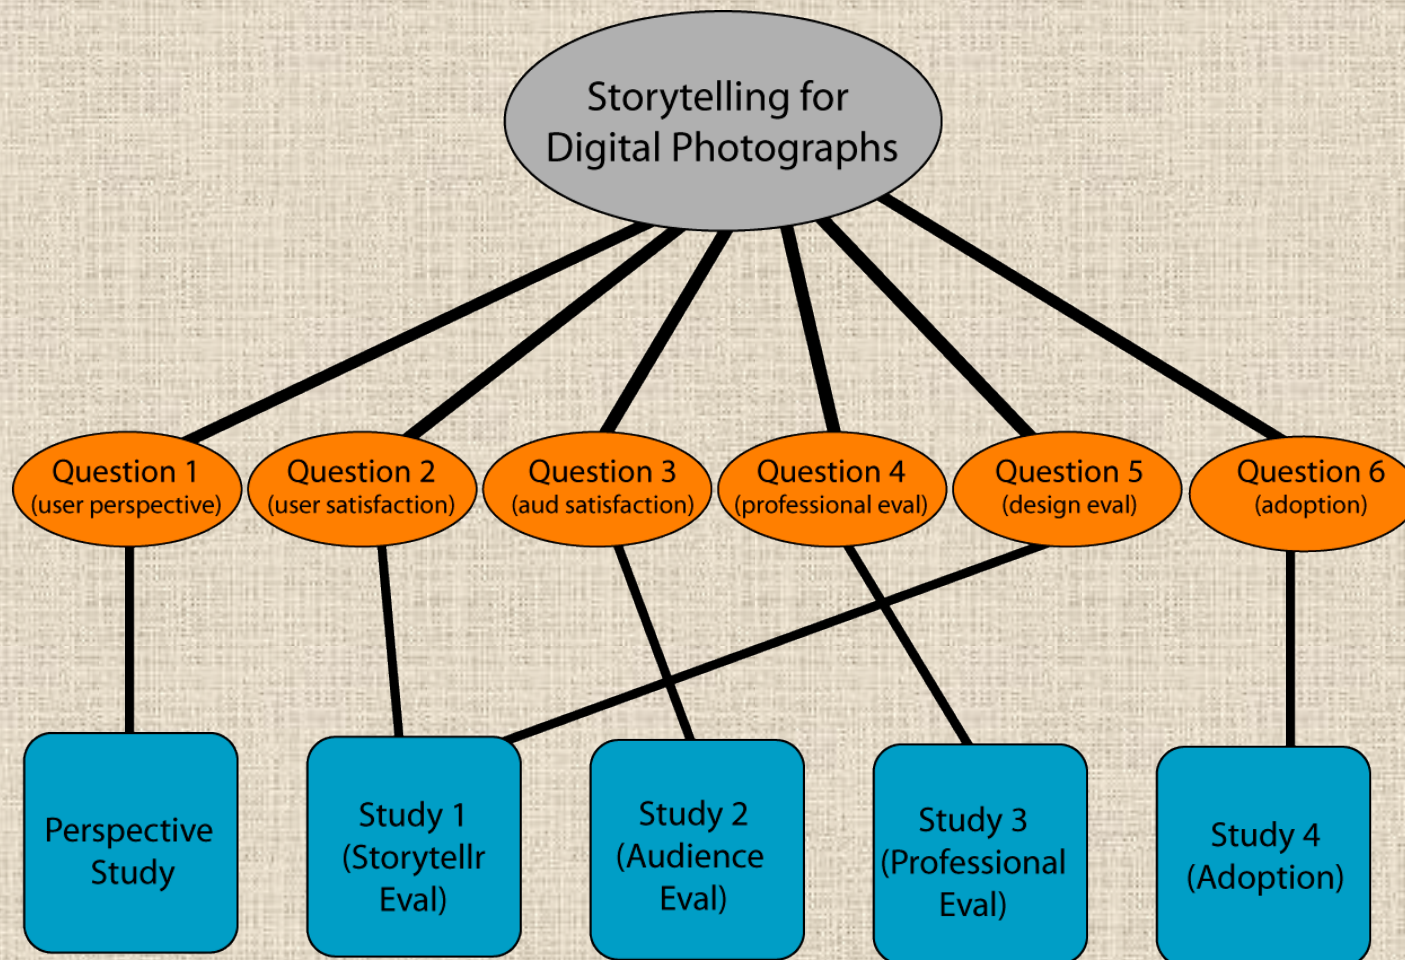 Storytelling for
Digital Photographs
Question 1
(user perspective)
Question 2
(user satisfaction)
Question 3
(aud satisfaction)
Question 4
(professional eval)
Question 5
(design eval)
Question 6
(adoption)
Perspective
Study
Study 1
(Storytellr
Eval)
Study 2
(Audience
Eval)
Study 3
(Professional
Eval)
Study 4
(Adoption)